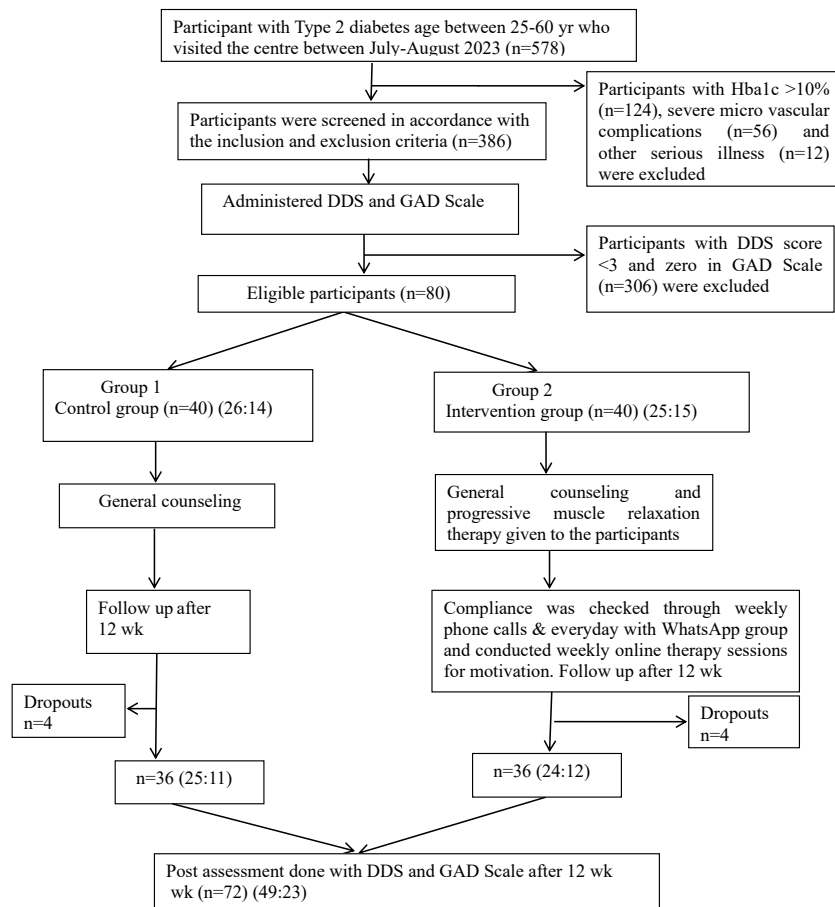 Participant with Type 2 diabetes age between 25-60 yr who
visited the centre between July-August 2023 (n=578)
Participants with Hba1c >10%
(n=124), severe micro vascular
complications (n=56) and
other serious illness (n=12)
were excluded
Participants were screened in accordance with
the inclusion and exclusion criteria (n=386)
Administered DDS and GAD Scale
Participants with DDS score
<3 and zero in GAD Scale
(n=306) were excluded
Eligible participants (n=80)
Group 1
Control group (n=40) (26:14)
Group 2
Intervention group (n=40) (25:15)
General counseling
General counseling and
progressive muscle relaxation
therapy given to the participants
Follow up after
12 wk
Compliance was checked through weekly
phone calls & everyday with WhatsApp group
and conducted weekly online therapy sessions
for motivation. Follow up after 12 wk
Dropouts
n=4
Dropouts
n=4
n=36 (25:11)
n=36 (24:12)
Post assessment done with DDS and GAD Scale after 12 wk
wk (n=72) (49:23)